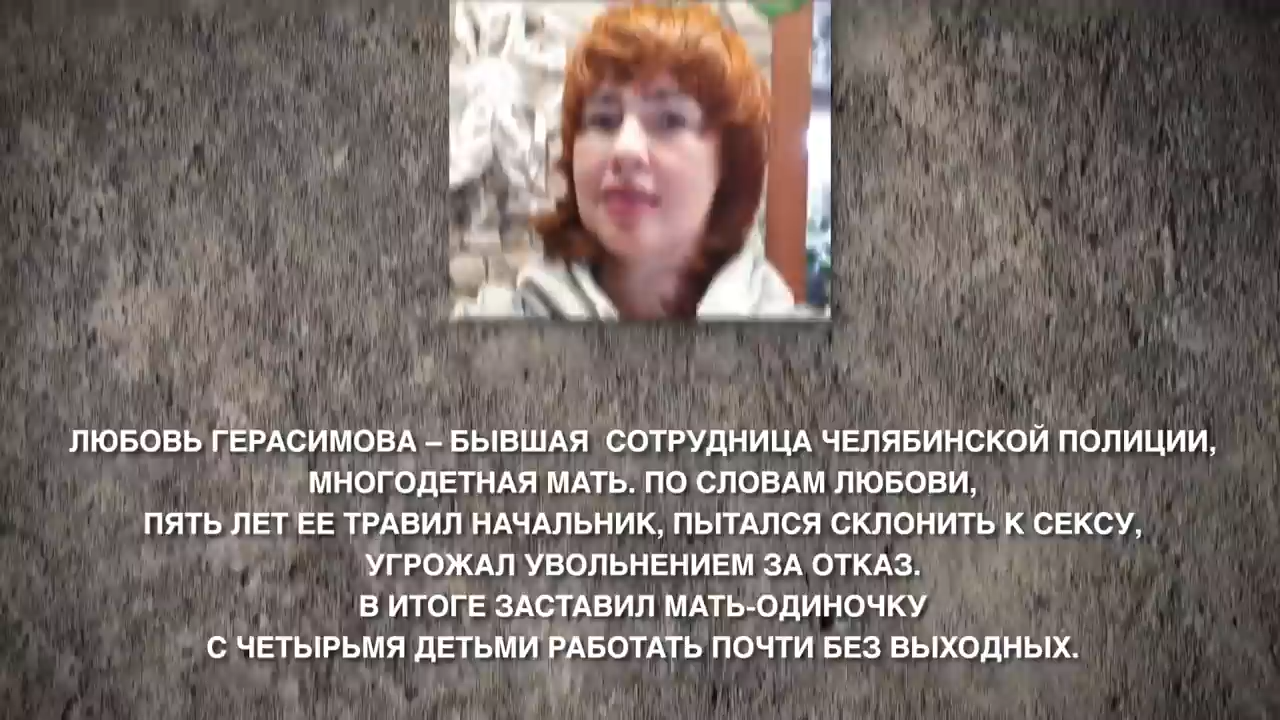 ЛЮБОВЬ ГЕРАСИМОВА – БЫВШАЯ СОТРУДНИЦА ЧЕЛЯБИНСКОЙ ПОЛИЦИИ,
МНОГОДЕТНАЯ МАТЬ. ПО СЛОВАМ ЛЮБОВИ,
ПЯТЬ ЛЕТ ЕЕ ТРАВИЛ НАЧАЛЬНИК, ПЫТАЛСЯ СКЛОНИТЬ К СЕКСУ,
УГРОЖАЛ УВОЛЬНЕНИЕМ ЗА ОТКАЗ.
В ИТОГЕ ЗАСТАВИЛ МАТЬ-ОДИНОЧКУ
С ЧЕТЫРЬМЯ ДЕТЬМИ РАБОТАТЬ ПОЧТИ БЕЗ ВЫХОДНЫХ.